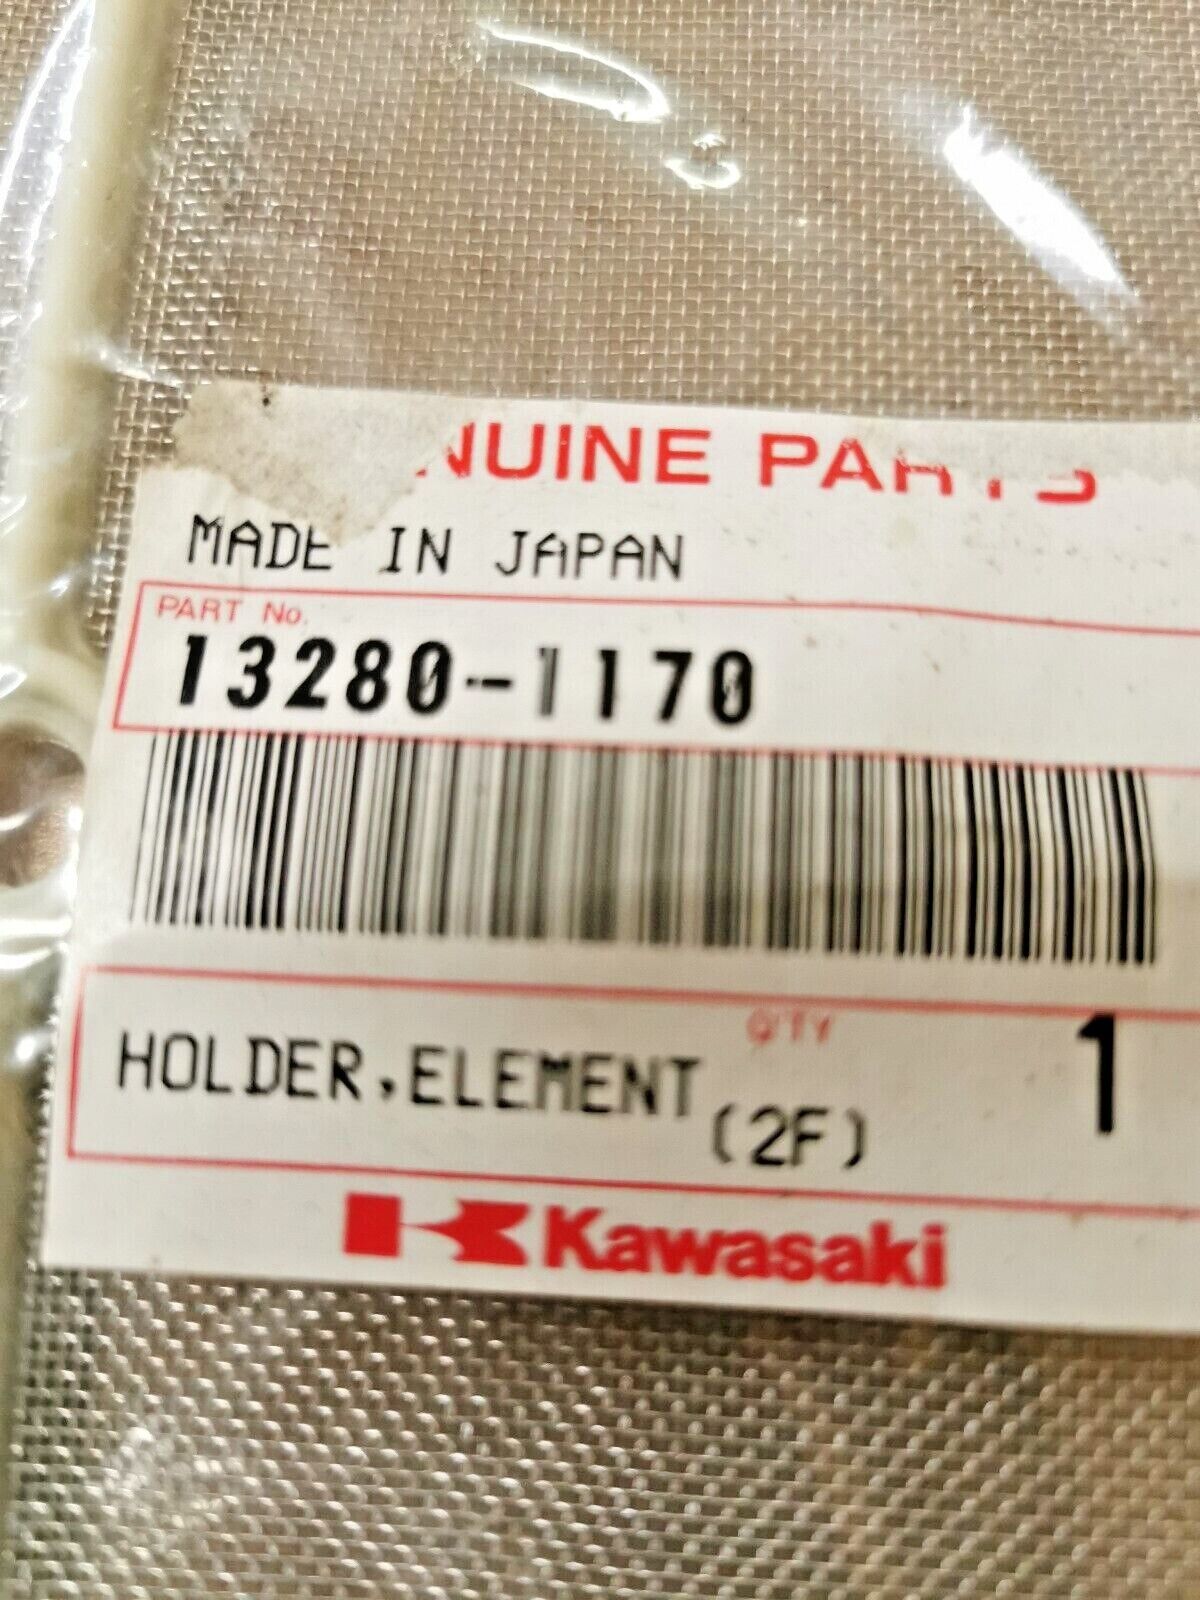 NUINE PARTS
MADE IN JAPAN
PART No.
13280-1170
QTY
HOLDER,ELEMENT (2F) 1
Kawasaki